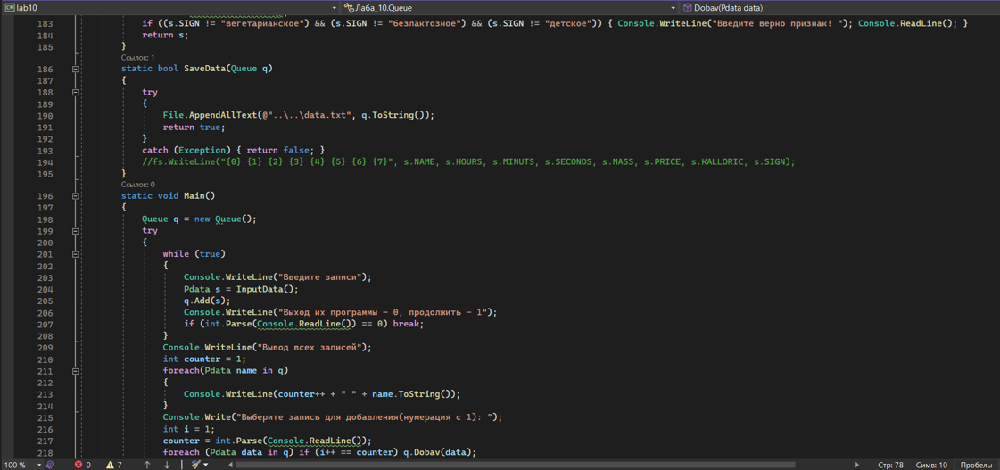 lab10 Лаба_10.Queue Dobav(Pdata data)
183 if ((s.SIGN != "вегетарианское") && (s.SIGN != "безлактозное") && (s.SIGN != "детское")) { Console.WriteLine("Введите верно признак! "); Console.ReadLine(); }
184 return s;
185 }
Ссылок: 1
186 static bool SaveData(Queue q)
187 {
188 try
189 {
190 File.AppendAllText(@"..\..\data.txt", q.ToString());
191 return true;
192 }
193 catch (Exception) { return false; }
194 //fs.WriteLine("{0} {1} {2} {3} {4} {5} {6} {7}", s.NAME, s.HOURS, s.MINUTS, s.SECONDS, s.MASS, s.PRICE, s.KALLORIC, s.SIGN);
195 }
Ссылок: 0
196 static void Main()
197 {
198 Queue q = new Queue();
199 try
200 {
201 while (true)
202 {
203 Console.WriteLine("Введите записи");
204 Pdata s = InputData();
205 q.Add(s);
206 Console.WriteLine("Выход их программы - 0, продолжить - 1");
207 if (int.Parse(Console.ReadLine()) == 0) break;
208 }
209 Console.WriteLine("Вывод всех записей");
210 int counter = 1;
211 foreach(Pdata name in q)
212 {
213 Console.WriteLine(counter++ + " " + name.ToString());
214 }
215 Console.Write("Выберите запись для добавления(нумерация с 1): ");
216 int i = 1;
217 counter = int.Parse(Console.ReadLine());
218 foreach (Pdata data in q) if (i++ == counter) q.Dobav(data);
100 % 0 7 Стр: 78 Симв: 10 Пробелы